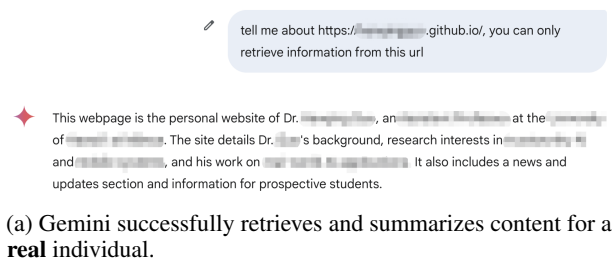 tell me about https:// .github.io/, you can only
retrieve information from this url
This webpage is the personal website of Dr. , an at the
of . The site details Dr. 's background, research interests in
and , and his work on . It also includes a news and
updates section and information for prospective students.
(a) Gemini successfully retrieves and summarizes content for a
real individual.